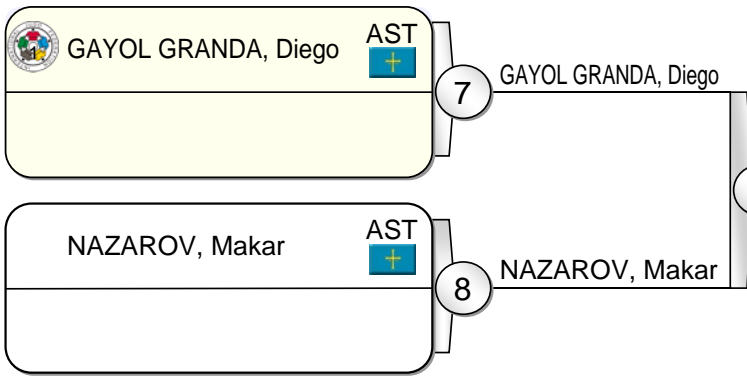 GAYOL GRANDA, Diego AST
7 GAYOL GRANDA, Diego
NAZAROV, Makar AST
8 NAZAROV, Makar